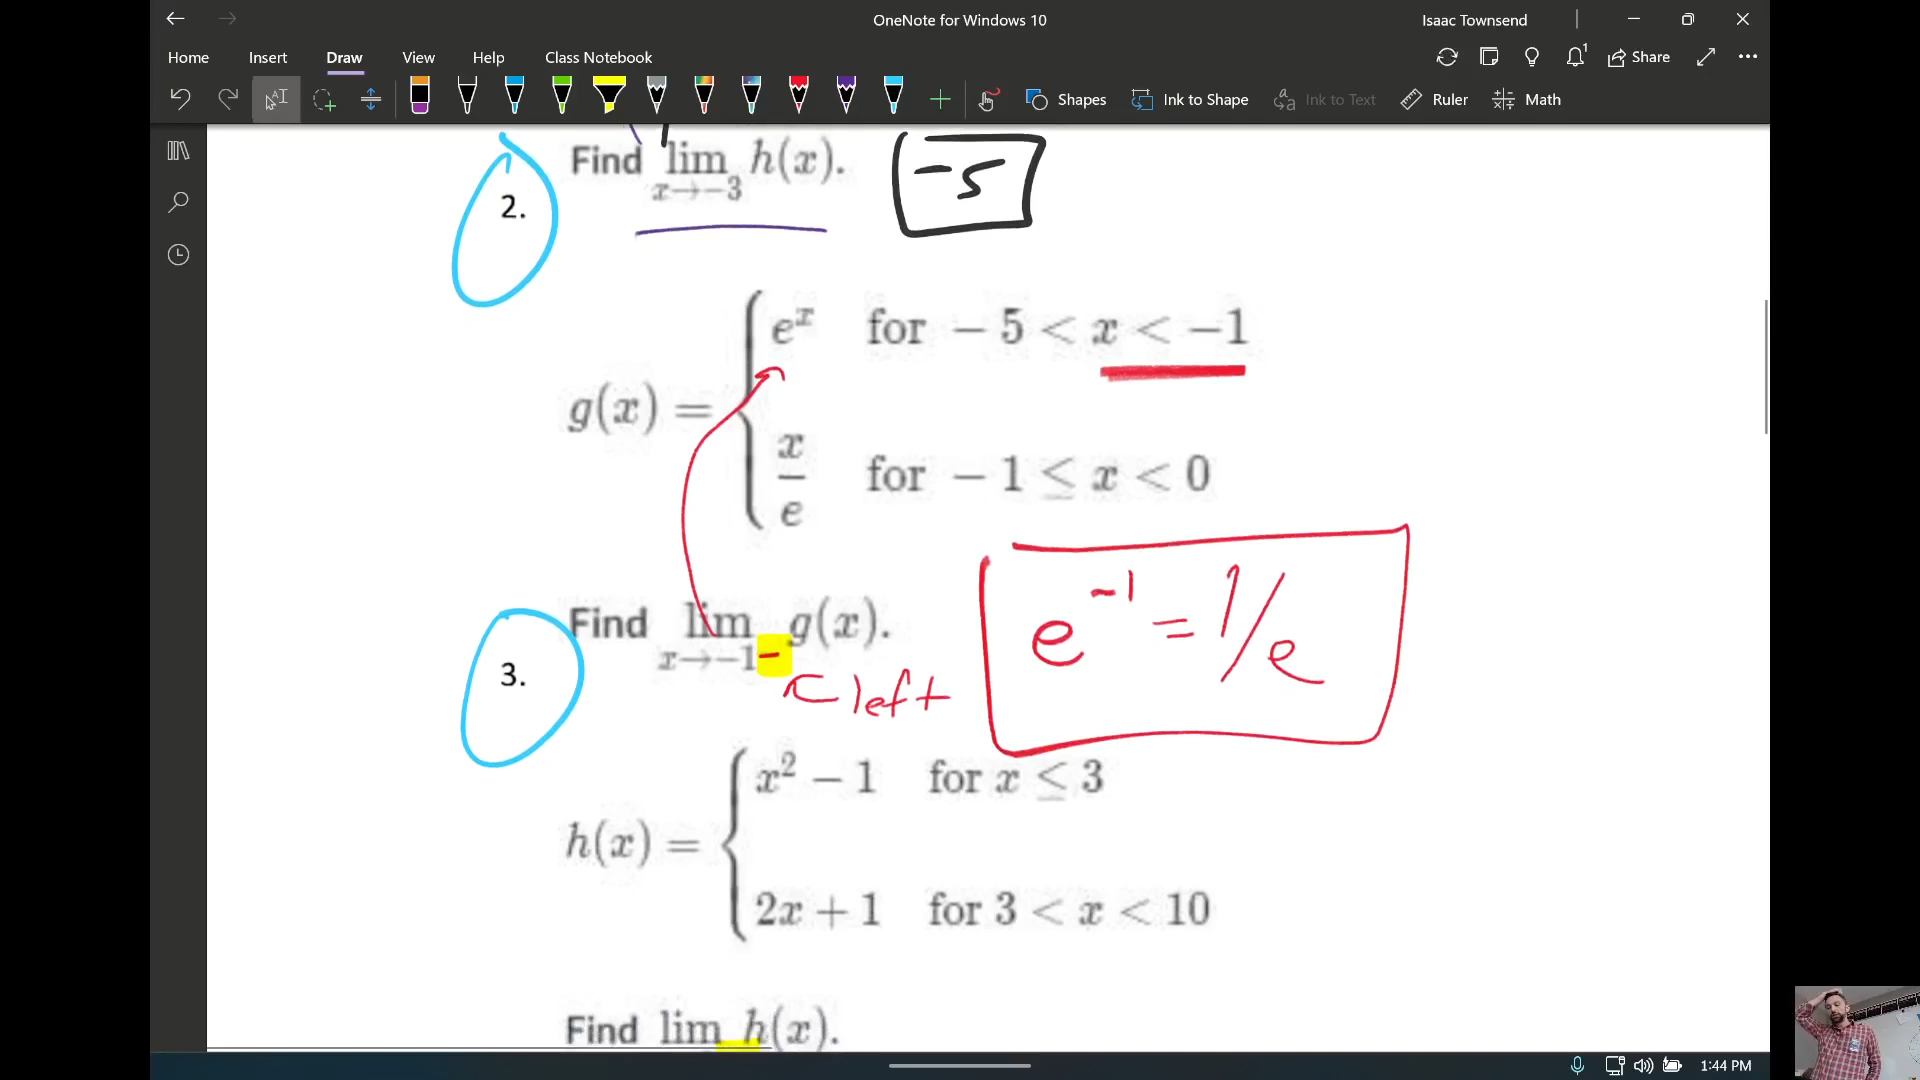 OneNote for Windows 10
Isaac Townsend
Home Insert Draw View Help Class Notebook
Share
Shapes Ink to Shape Ink to Text Ruler Math
Find lim h(x). -5
x→-3
2.
e^x for - 5 < x < -1
g(x) =
x/e for - 1 ≤ x < 0
e^-1 = 1/e
Find lim g(x).
x→-1-
left
3.
x² - 1 for x ≤ 3
h(x) =
2x + 1 for 3 < x < 10
Find lim h(x).
1:44 PM